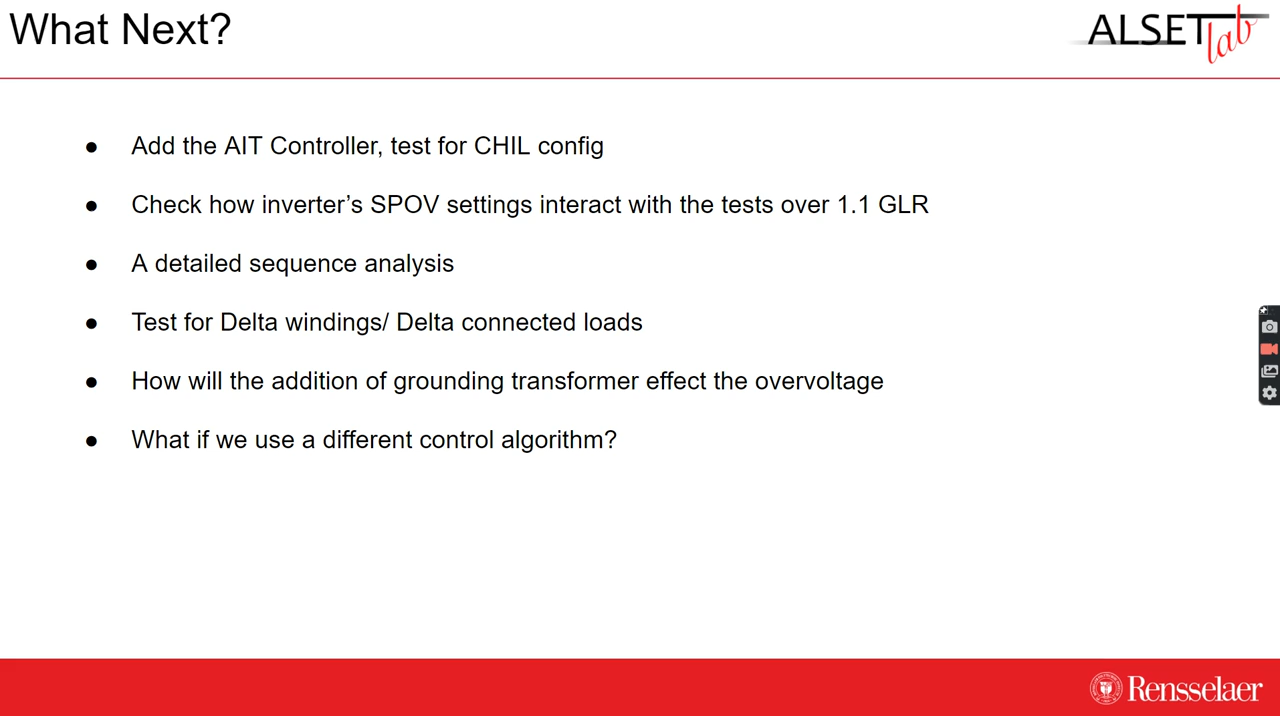 What Next?
ALSETlab
● Add the AIT Controller, test for CHIL config
● Check how inverter’s SPOV settings interact with the tests over 1.1 GLR
● A detailed sequence analysis
● Test for Delta windings/ Delta connected loads
● How will the addition of grounding transformer effect the overvoltage
● What if we use a different control algorithm?
Rensselaer